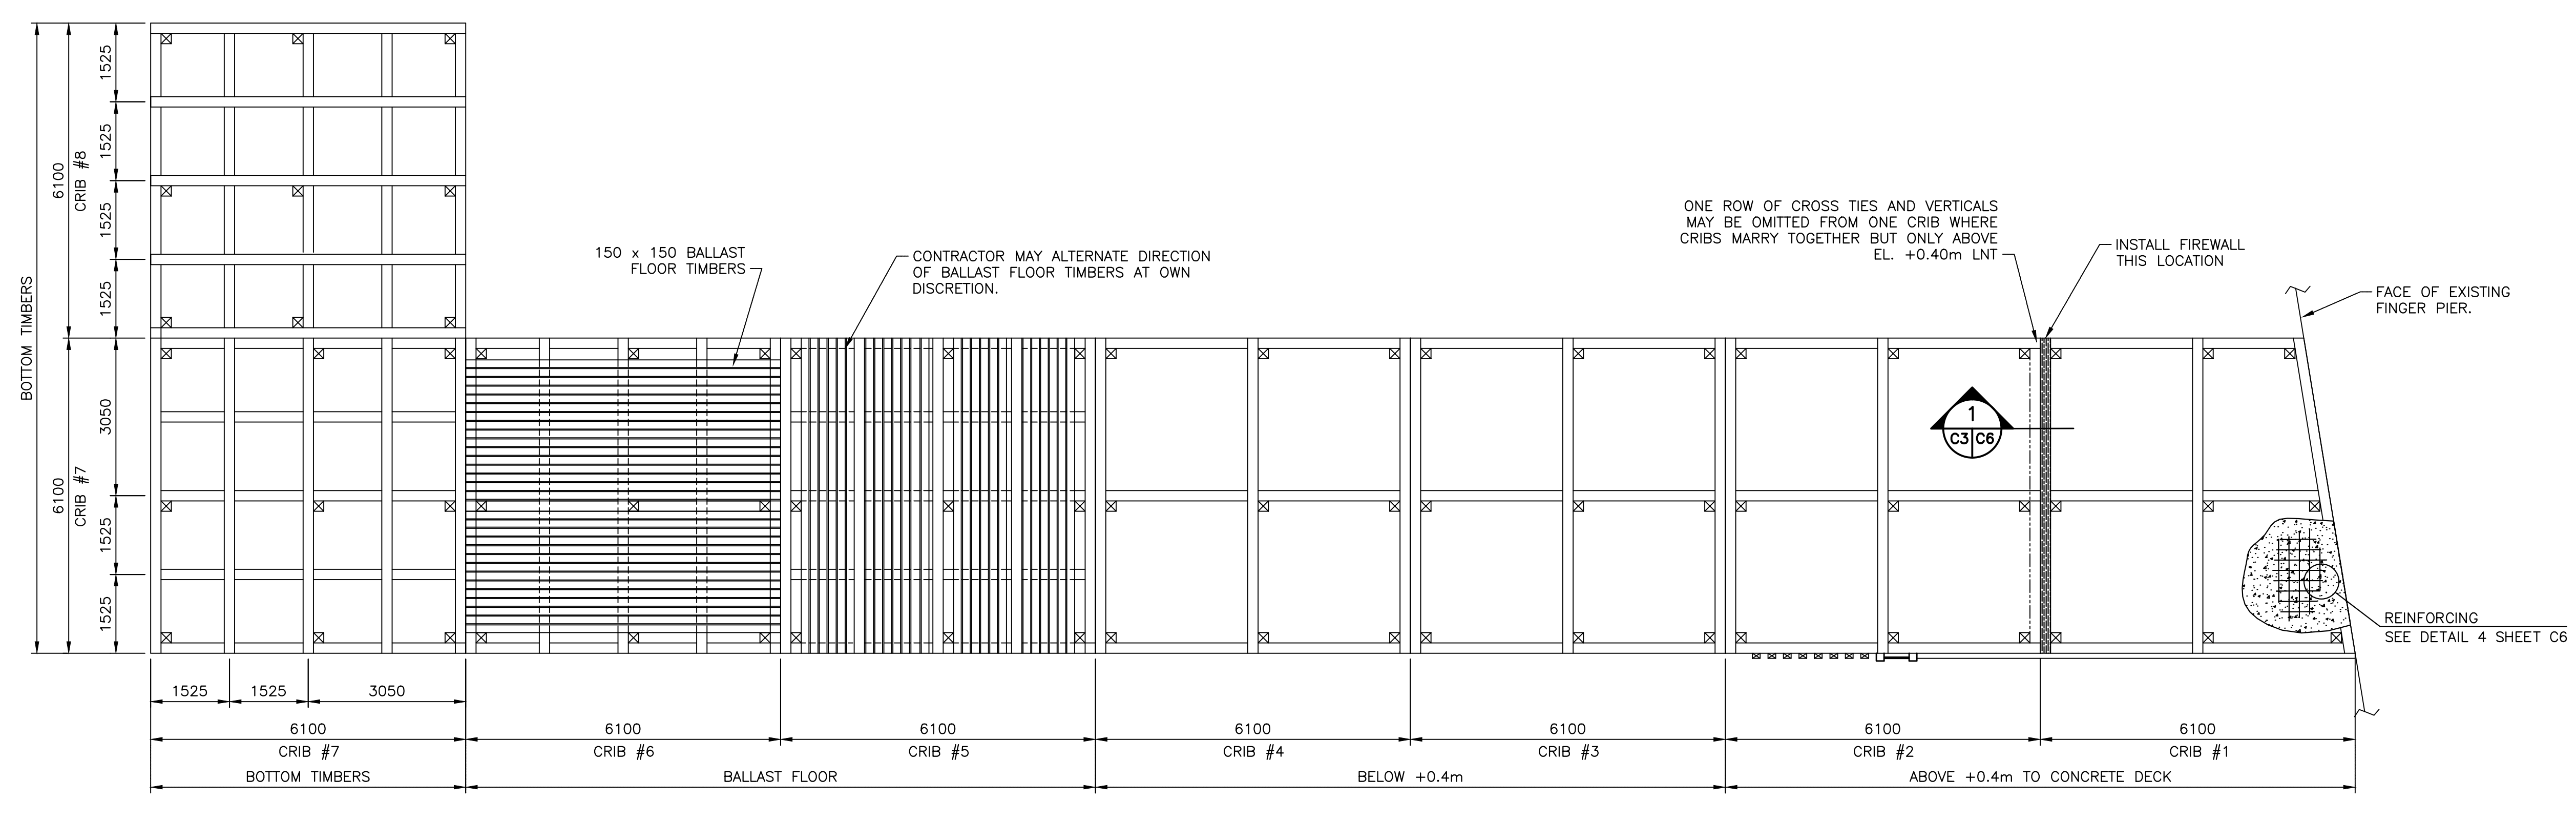 BOTTOM TIMBERS
6100
CRIB #8
1525
1525
1525
1525
6100
CRIB #7
3050
1525
1525
150 x 150 BALLAST
FLOOR TIMBERS
CONTRACTOR MAY ALTERNATE DIRECTION
OF BALLAST FLOOR TIMBERS AT OWN
DISCRETION.
ONE ROW OF CROSS TIES AND VERTICALS
MAY BE OMITTED FROM ONE CRIB WHERE
CRIBS MARRY TOGETHER BUT ONLY ABOVE
EL. +0.40m LNT
INSTALL FIREWALL
THIS LOCATION
FACE OF EXISTING
FINGER PIER.
1
C3 C6
REINFORCING
SEE DETAIL 4 SHEET C6
1525 1525 3050
6100 6100 6100 6100 6100 6100 6100
CRIB #7 CRIB #6 CRIB #5 CRIB #4 CRIB #3 CRIB #2 CRIB #1
BOTTOM TIMBERS BALLAST FLOOR BELOW +0.4m ABOVE +0.4m TO CONCRETE DECK